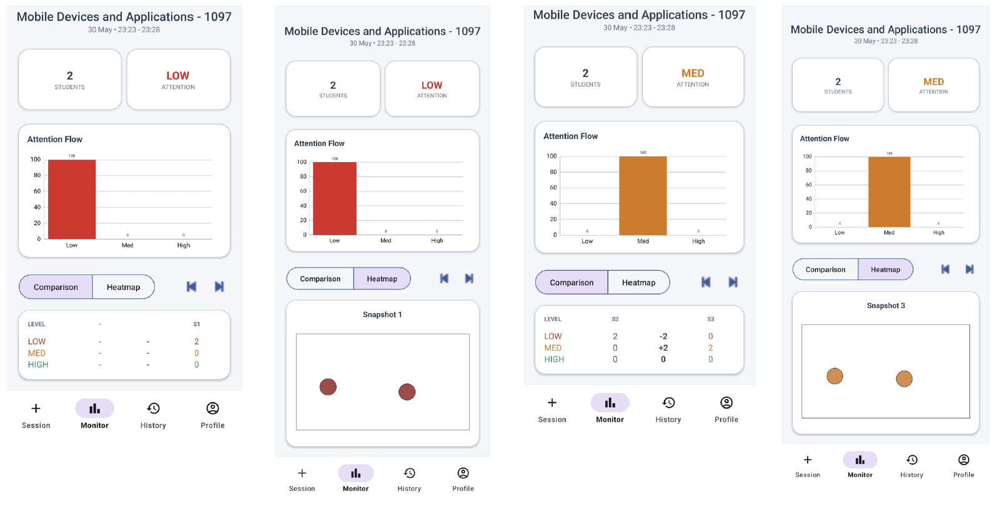 Mobile Devices and Applications - 1097
30 May • 23:23 - 23:28
2
STUDENTS
LOW
ATTENTION
Attention Flow
100
80
60
40
20
0
100
0
0
Low Med High
Comparison Heatmap
LEVEL - S1
LOW - - 2
MED - - 0
HIGH - - 0
Session Monitor History Profile
Mobile Devices and Applications - 1097
30 May • 23:23 - 23:28
2
STUDENTS
LOW
ATTENTION
Attention Flow
100
80
60
40
20
0
100
0
0
Low Med High
Comparison Heatmap
Snapshot 1
Session Monitor History Profile
Mobile Devices and Applications - 1097
30 May • 23:23 - 23:28
2
STUDENTS
MED
ATTENTION
Attention Flow
100
80
60
40
20
0
0
100
0
Low Med High
Comparison Heatmap
LEVEL S2 S3
LOW 2 -2 0
MED 0 +2 2
HIGH 0 0 0
Session Monitor History Profile
Mobile Devices and Applications - 1097
30 May • 23:23 - 23:28
2
STUDENTS
MED
ATTENTION
Attention Flow
100
80
60
40
20
0
0
100
0
Low Med High
Comparison Heatmap
Snapshot 3
Session Monitor History Profile